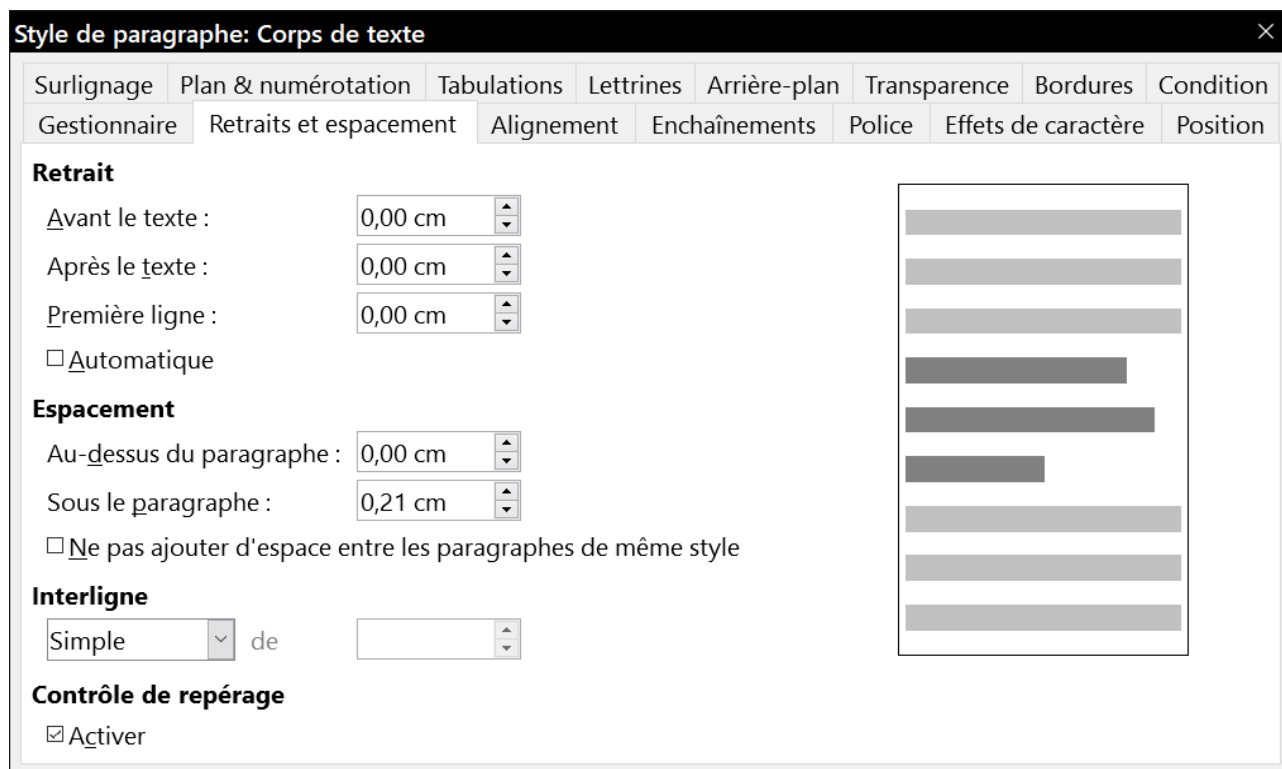 Style de paragraphe: Corps de texte
Surlignage Plan & numérotation Tabulations Lettrines Arrière-plan Transparence Bordures Condition
Gestionnaire Retraits et espacement Alignement Enchaînements Police Effets de caractère Position
Retrait
Avant le texte : 0,00 cm
Après le texte : 0,00 cm
Première ligne : 0,00 cm
Automatique
Espacement
Au-dessus du paragraphe : 0,00 cm
Sous le paragraphe : 0,21 cm
Ne pas ajouter d'espace entre les paragraphes de même style
Interligne
Simple de
Contrôle de repérage
Activer